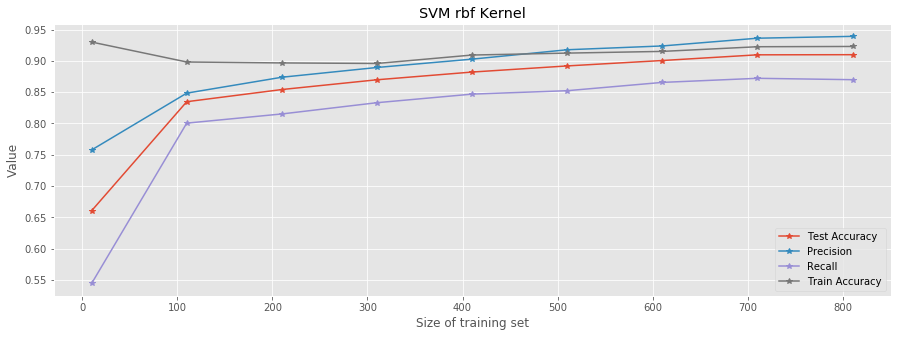 SVM rbf Kernel
Value
0.95
0.90
0.85
0.80
0.75
0.70
0.65
0.60
0.55
0 100 200 300 400 500 600 700 800
Size of training set
Test Accuracy
Precision
Recall
Train Accuracy